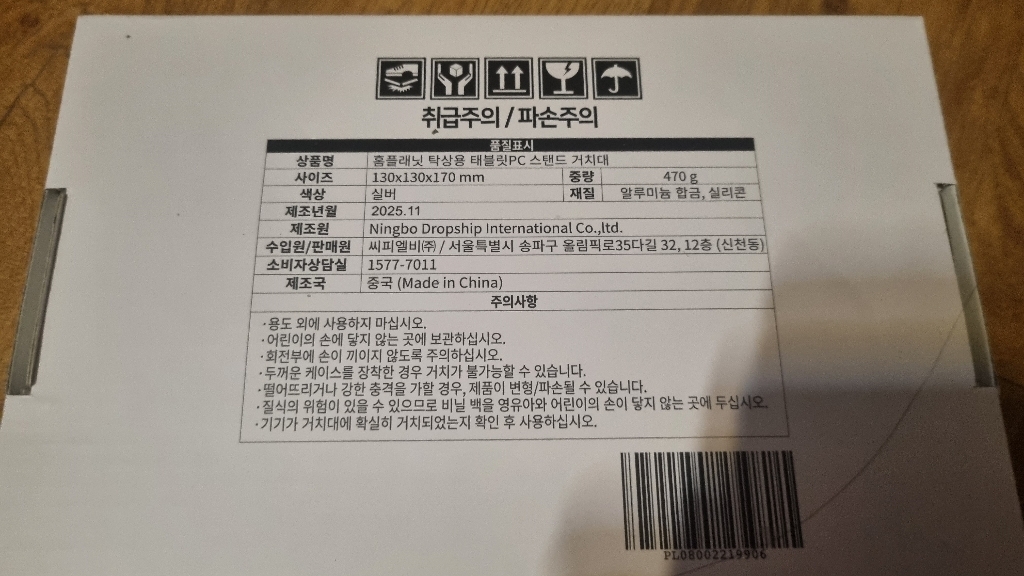 취급주의 / 파손주의
품질표시
상품명 홈플래닛 탁상용 태블릿PC 스탠드 거치대
사이즈 130x130x170 mm 중량 470 g
색상 실버 재질 알루미늄 합금, 실리콘
제조년월 2025.11
제조원 Ningbo Dropship International Co.,ltd.
수입원/판매원 씨피엘비㈜ / 서울특별시 송파구 올림픽로35다길 32, 12층 (신천동)
소비자상담실 1577-7011
제조국 중국 (Made in China)
주의사항
·용도 외에 사용하지 마십시오.
·어린이의 손에 닿지 않는 곳에 보관하십시오.
·회전부에 손이 끼이지 않도록 주의하십시오.
·두꺼운 케이스를 장착한 경우 거치가 불가능할 수 있습니다.
·떨어뜨리거나 강한 충격을 가할 경우, 제품이 변형/파손될 수 있습니다.
·질식의 위험이 있을 수 있으므로 비닐 백을 영유아와 어린이의 손이 닿지 않는 곳에 두십시오.
·기기가 거치대에 확실히 거치되었는지 확인 후 사용하십시오.
PL08002219906